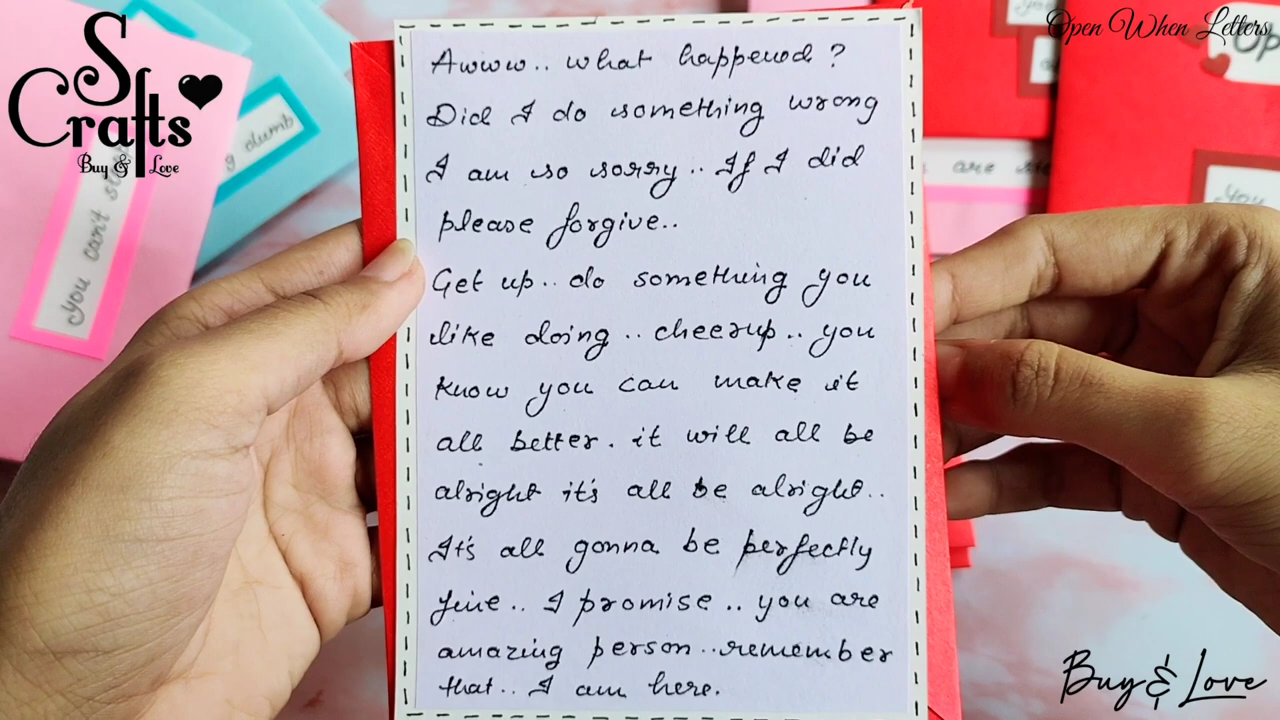 S
Crafts
Buy & Love
Open When Letters
g dumb
you can't s
Awww.. what happened ?
Did I do something wrong
I am so sorry.. If I did
please forgive..
Get up.. do something you
like doing.. cheerup.. you
know you can make it
all better. it will all be
alright it's all be alright..
It's all gonna be perfectly
fine.. I promise.. you are
amazing person..remember
that.. I am here.
you
are
you
Buy & Love